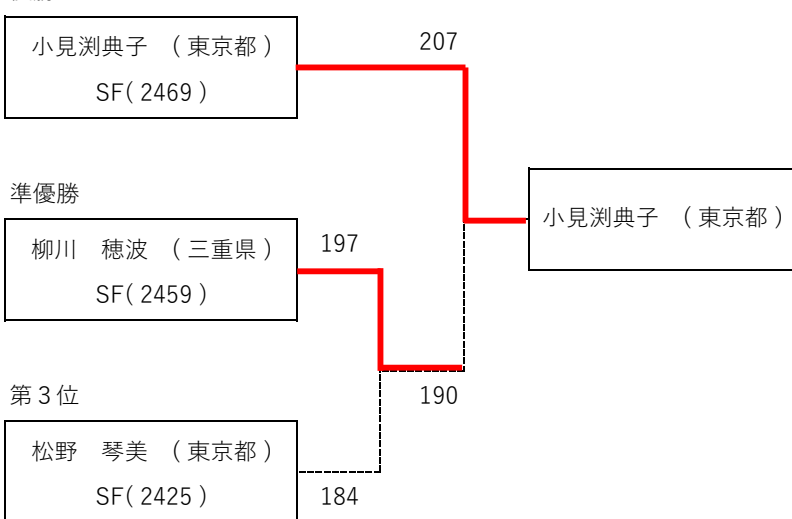 小見渕典子 （東京都）
207
SF(2469)
準優勝
小見渕典子 （東京都）
柳川　穂波 （三重県）
197
SF(2459)
第３位
190
松野　琴美 （東京都）
SF(2425)
184